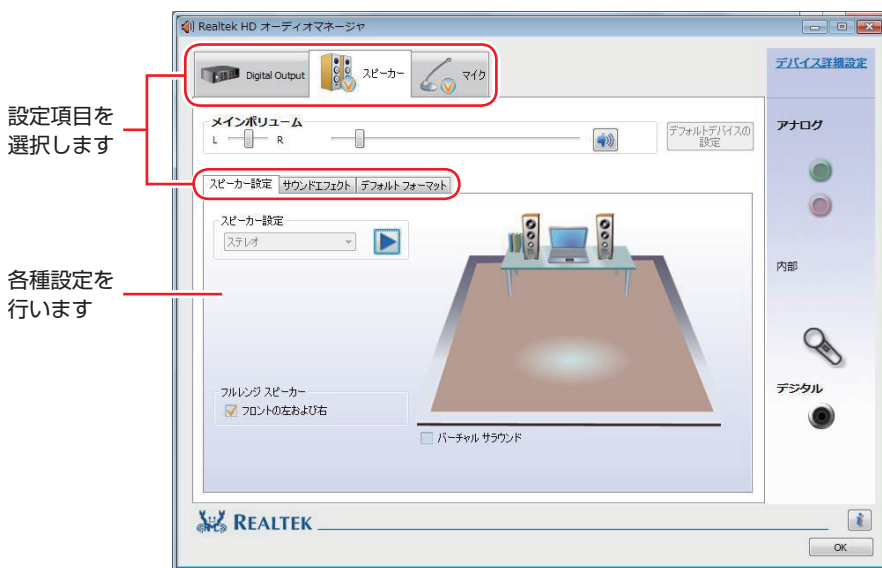 Realtek HD オーディオマネージャ
Digital Output
スピーカー
マイク
デバイス詳細設定
設定項目を
選択します
メインボリューム
L
R
デフォルトデバイスの
設定
アナログ
スピーカー設定
サウンドエフェクト
デフォルト フォーマット
スピーカー設定
ステレオ
内部
各種設定を
行います
フルレンジ スピーカー
フロントの左および右
デジタル
バーチャル サラウンド
REALTEK
OK